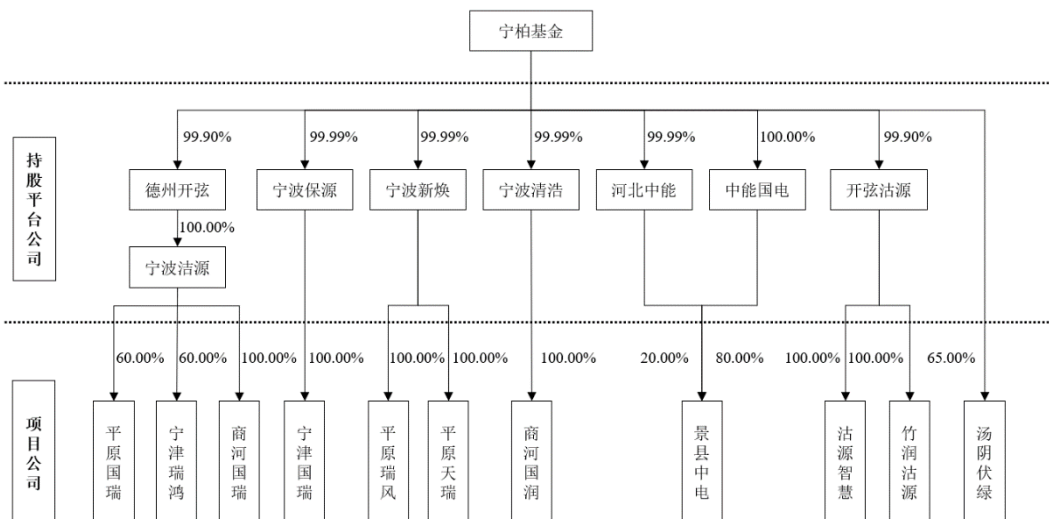 宁柏基金
99.90%
99.99%
99.99%
99.99%
99.99%
100.00%
99.90%
持股平台公司
德州开弦
宁波保源
宁波新焕
宁波清浩
河北中能
中能国电
开弦沽源
100.00%
宁波洁源
60.00%
60.00%
100.00%
100.00%
100.00%
100.00%
100.00%
20.00%
80.00%
100.00%
100.00%
65.00%
项目公司
平原国瑞
宁津瑞鸿
商河国瑞
宁津国瑞
平原瑞风
平原天瑞
商河国润
景县中电
沽源智慧
竹润沽源
汤阴伏绿